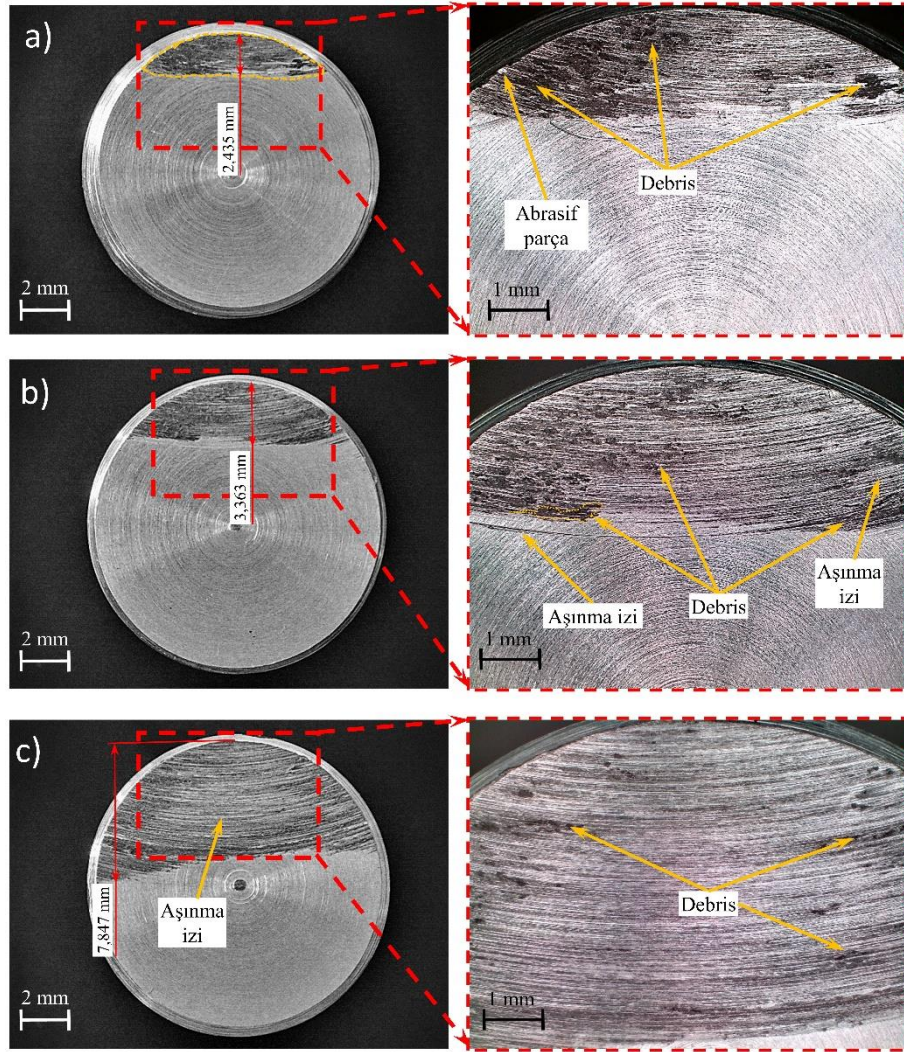 a)
2,435 mm
2 mm
Debris
Abrasif
parça
1 mm
b)
3,363 mm
2 mm
Aşınma izi
Debris
Aşınma
izi
1 mm
c)
7,847 mm
Aşınma
izi
2 mm
Debris
1 mm